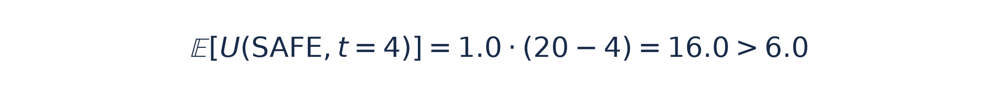 𝔼[U(SAFE, t = 4)] = 1.0 · (20 − 4) = 16.0 > 6.0